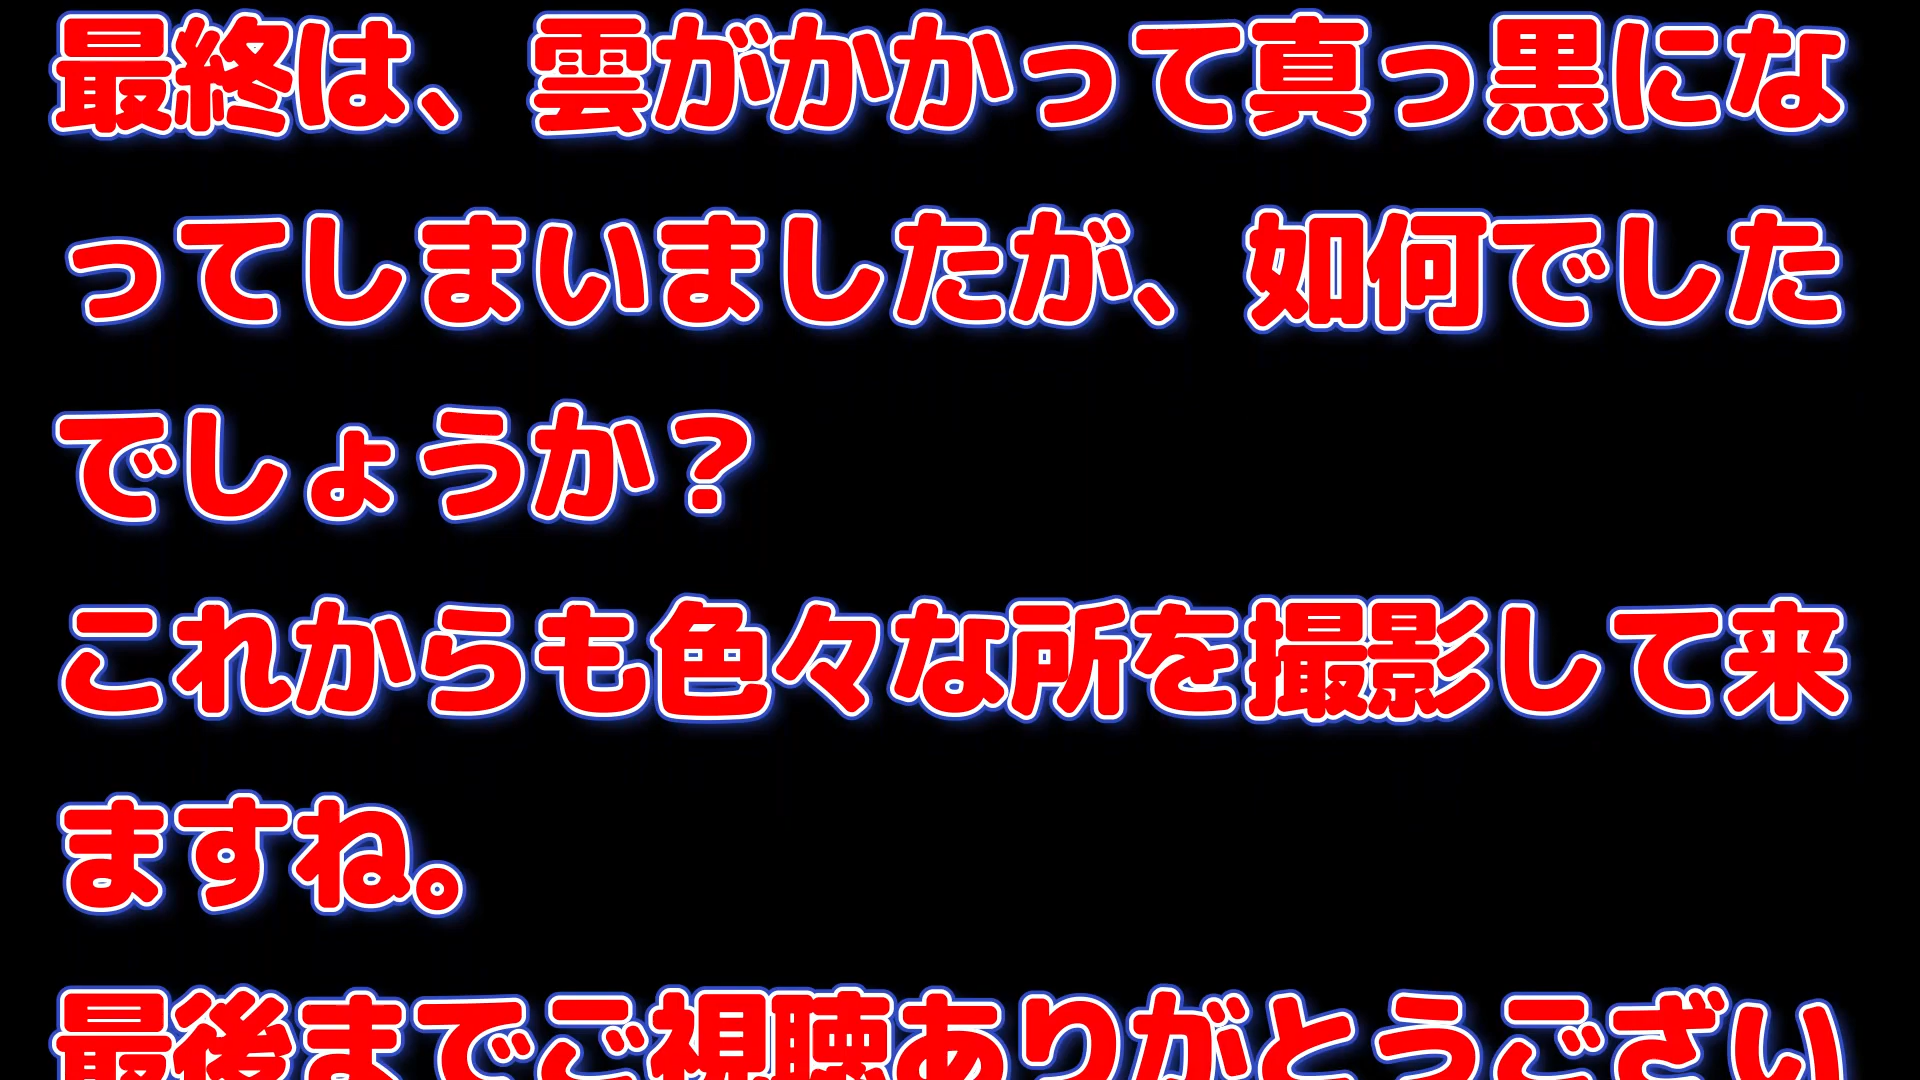 最終は、雲がかかって真っ黒にな
ってしまいましたが、如何でした
でしょうか？
これからも色々な所を撮影して来
ますね。
最後までご視聴ありがとうござい